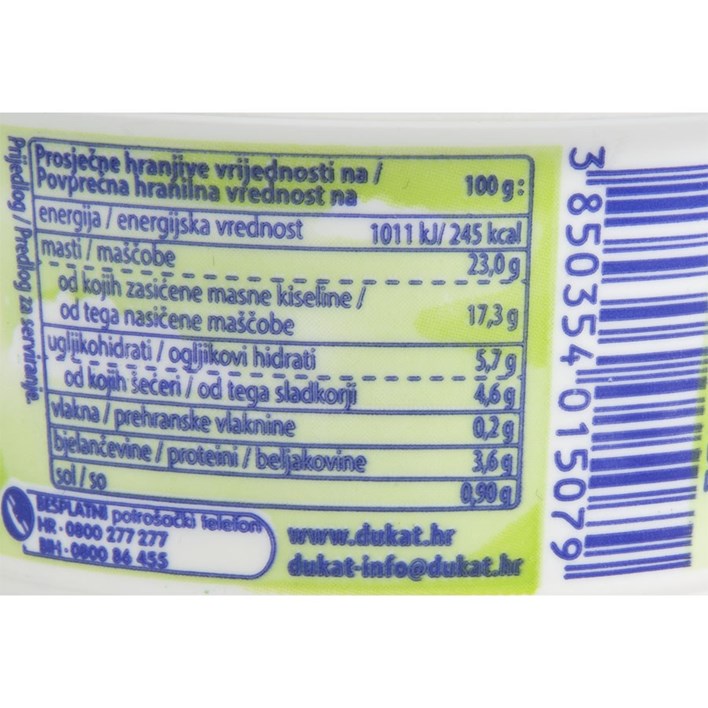 Prosječne hranjive vrijednosti na /
Povprečna hranilna vrednost na
100 g:
energija / energijska vrednost 1011 kJ/ 245 kcal
masti / maščobe 23,0 g
od kojih zasićene masne kiseline /
od tega nasičene maščobe 17,3 g
ugljikohidrati / ogljikovi hidrati 5,7 g
od kojih šećeri / od tega sladkorji 4,6 g
vlakna / prehranske vlaknine 0,2 g
bjelančevine / proteini / beljakovine 3,6 g
sol / so 0,90 g
Prijedlog / Predlog za serviranje.
BESPLATNI potrošački telefon
HR - 0800 277 277
BIH - 0800 86 455
www.dukat.hr
dukat-info@dukat.hr
3 850354 015079